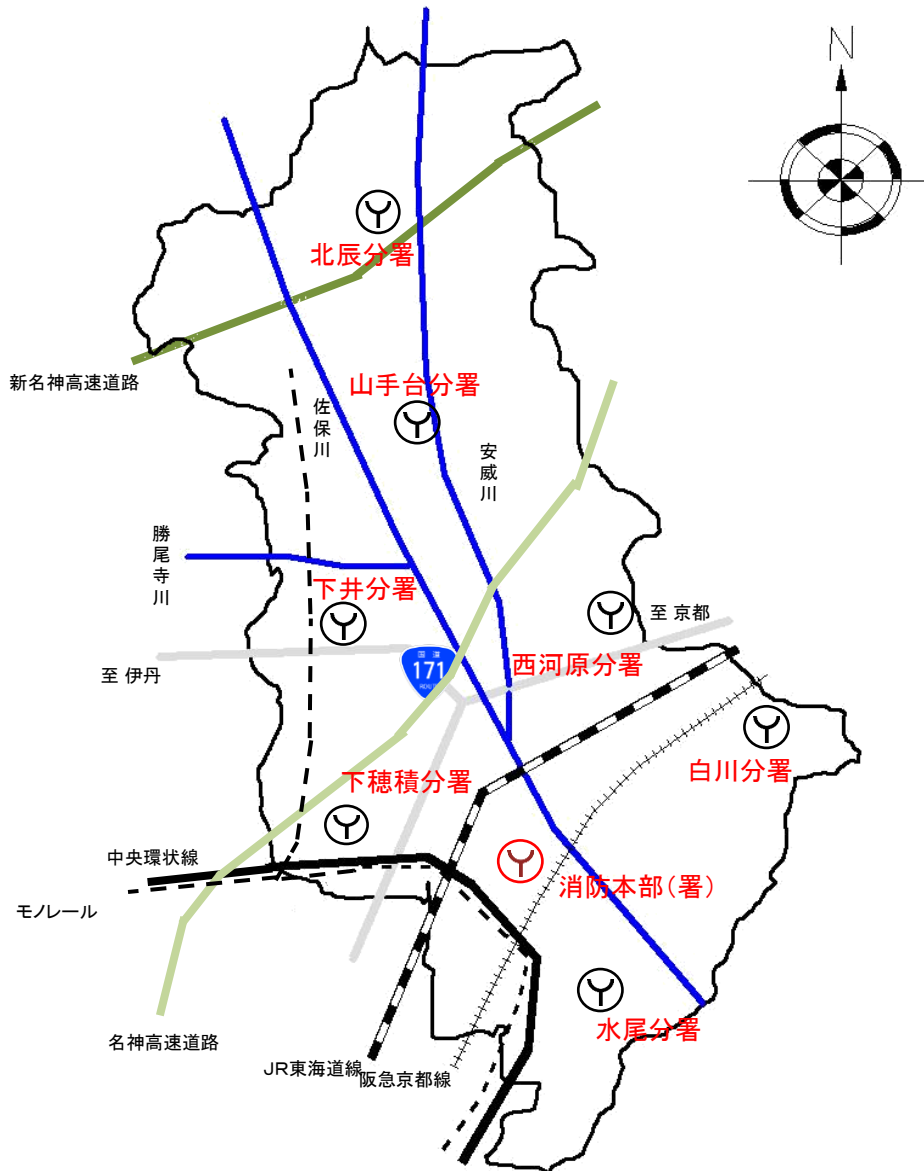 N
北辰分署
新名神高速道路
山手台分署
佐保川
安威川
勝尾寺川
下井分署
至 京都
国道
171
ROUTE
西河原分署
至 伊丹
白川分署
下穂積分署
中央環状線
消防本部(署)
モノレール
水尾分署
名神高速道路
JR東海道線
阪急京都線